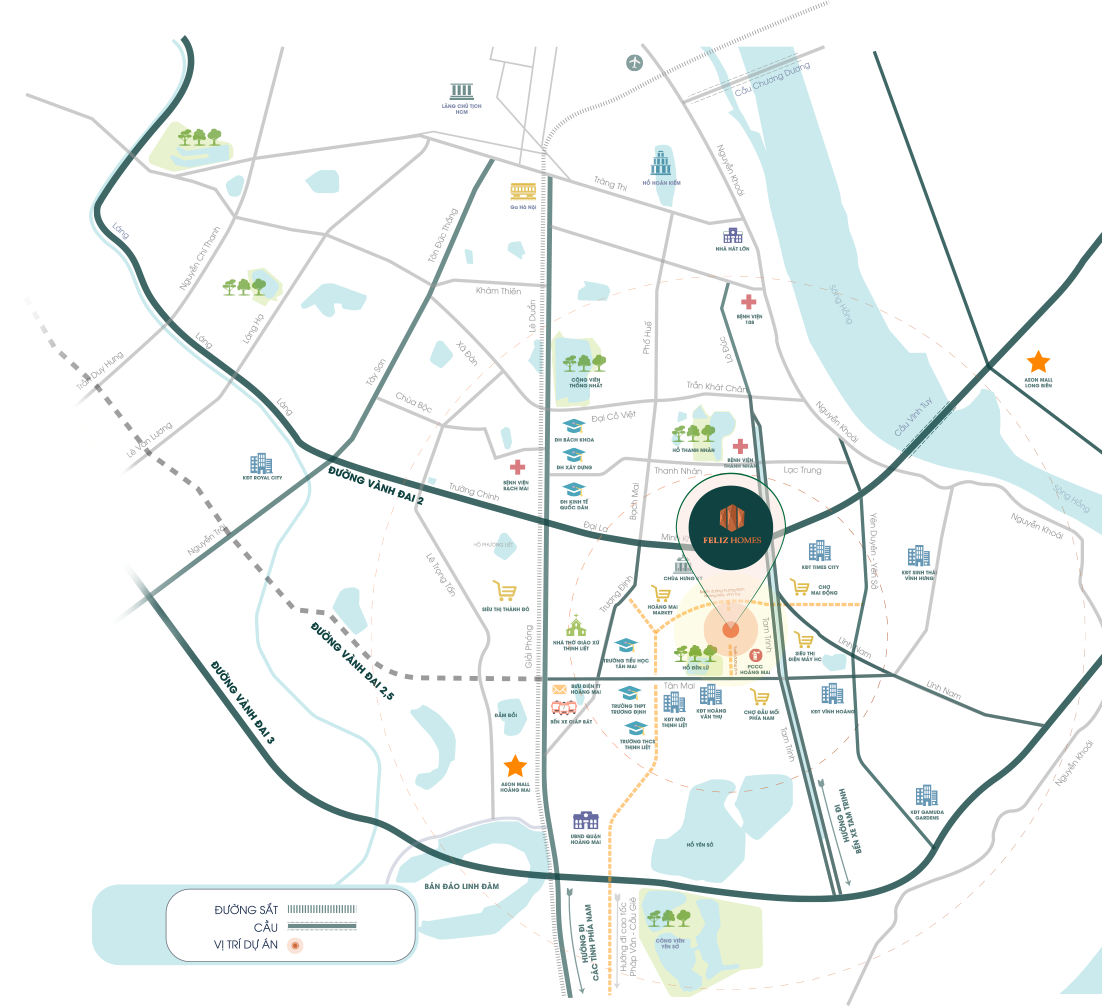 Cầu Chương Dương
LĂNG CHỦ TỊCH
HCM
Nguyễn Khoái
Tràng Thi
HỒ HOÀN KIẾM
Ga Hà Nội
Láng
Nguyễn Chí Thanh
Tôn Đức Thắng
NHÀ HÁT LỚN
Khâm Thiên
Lê Duẩn
Sông Hồng
BỆNH VIỆN
108
Láng Hạ
Láng
Xã Đàn
Phố Huế
Lò Đúc
Trần Duy Hưng
Tây Sơn
CÔNG VIÊN
THỐNG NHẤT
Trần Khát Chân
AEON MALL
LONG BIÊN
Chùa Bộc
Láng
Đại Cồ Việt
Nguyễn Khoái
Cầu Vĩnh Tuy
Lê Văn Lương
ĐH BÁCH KHOA
HỒ THANH NHÀN
BỆNH VIỆN
THANH NHÀN
ĐH XÂY DỰNG
KĐT ROYAL CITY
ĐƯỜNG VÀNH ĐAI 2
BỆNH VIỆN
BẠCH MAI
Thanh Nhàn
Lạc Trung
Trường Chinh
ĐH KINH TẾ
QUỐC DÂN
Bạch Mai
Sông Hồng
Nguyễn Khoái
Đại La
Minh
FELIZ HOMES
Nguyễn Trãi
HỒ PHƯƠNG LIỆT
Yên Duyên - Yên Sở
KĐT TIMES CITY
KĐT SINH THÁI
VĨNH HƯNG
Lê Trọng Tấn
CHÙA HƯNG
SIÊU THỊ THÀNH ĐÔ
Trương Định
HOÀNG MAI
MARKET
CHỢ
MAI ĐỘNG
ĐƯỜNG VÀNH ĐAI 2,5
Giải Phóng
NHÀ THỜ GIÁO XỨ
THỊNH LIỆT
TRƯỜNG TIỂU HỌC
TÂN MAI
HỒ ĐỀN LỪ
PCCC
HOÀNG MAI
Tam Trinh
SIÊU THỊ
ĐIỆN MÁY HC
Lĩnh Nam
ĐƯỜNG VÀNH ĐAI 3
BƯU ĐIỆN TT
HOÀNG MAI
Tân Mai
Lĩnh Nam
ĐẦM ĐỖI
BẾN XE GIÁP BÁT
TRƯỜNG THPT
TRƯƠNG ĐỊNH
KĐT MỚI
THỊNH LIỆT
KĐT HOÀNG
VĂN THỤ
CHỢ ĐẦU MỐI
PHÍA NAM
KĐT VĨNH HOÀNG
TRƯỜNG THCS
THỊNH LIỆT
Tam Trinh
Nguyễn Khoái
AEON MALL
HOÀNG MAI
HƯỚNG ĐI
BẾN XE TAM TRINH
KĐT GAMUDA
GARDENS
UBND QUẬN
HOÀNG MAI
HỒ YÊN SỞ
BÁN ĐẢO LINH ĐÀM
HƯỚNG ĐI
CÁC TỈNH PHÍA NAM
Hướng đi cao tốc
Pháp Vân - Cầu Giẽ
CÔNG VIÊN
YÊN SỞ
ĐƯỜNG SẮT
CẦU
VỊ TRÍ DỰ ÁN